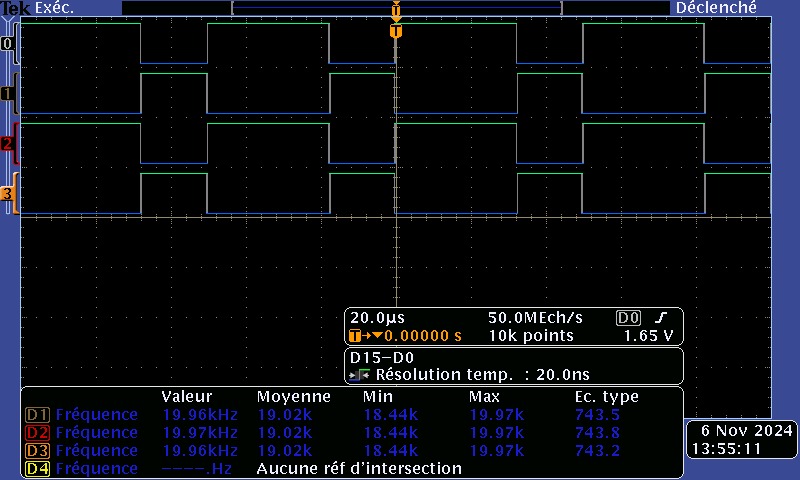 Tek Exéc. Déclenché
T
T
0
1
2
3
20.0µs 50.0MEch/s D0
T→▼0.00000 s 10k points 1.65 V
D15-D0
Résolution temp. : 20.0ns
Valeur Moyenne Min Max Ec. type
D1 Fréquence 19.96kHz 19.02k 18.44k 19.97k 743.5
D2 Fréquence 19.97kHz 19.02k 18.44k 19.97k 743.8
D3 Fréquence 19.96kHz 19.02k 18.44k 19.97k 743.2
D4 Fréquence ----.Hz Aucune réf d'intersection
6 Nov 2024
13:55:11